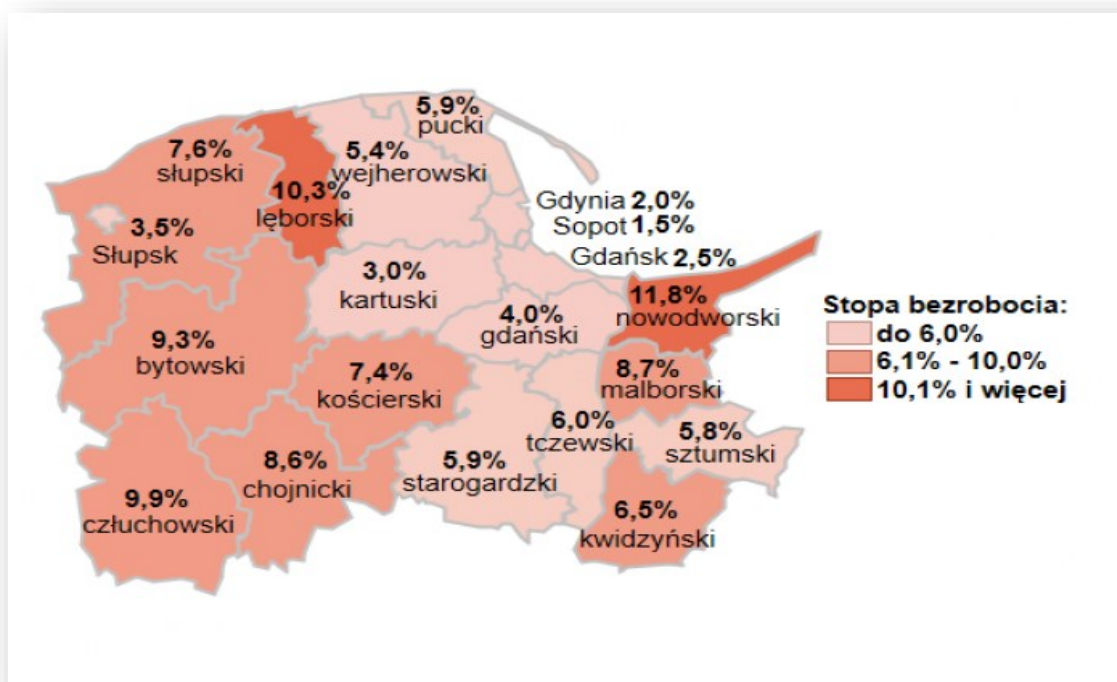 5,9%
pucki
7,6%
słupski
5,4%
wejherowski
10,3%
lęborski
Gdynia 2,0%
Sopot 1,5%
Gdańsk 2,5%
3,5%
Słupsk
3,0%
kartuski
4,0%
gdański
11,8%
nowodworski
9,3%
bytowski
7,4%
kościerski
8,7%
malborski
6,0%
tczewski
5,8%
sztumski
8,6%
chojnicki
5,9%
starogardzki
9,9%
człuchowski
6,5%
kwidzyński
Stopa bezrobocia:
do 6,0%
6,1% - 10,0%
10,1% i więcej